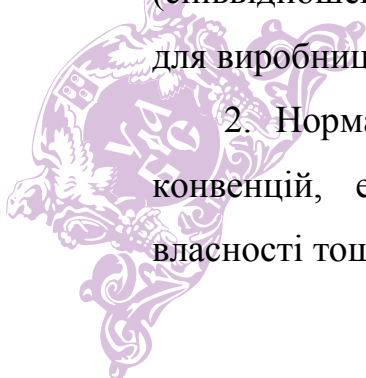 для виробниц
2. Норма
конвенцій, е
власності тощ